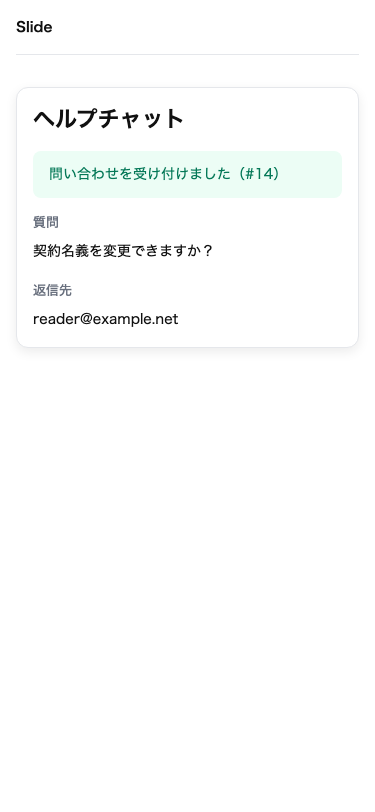 Slide
ヘルプチャット
問い合わせを受け付けました（#14）
質問
契約名義を変更できますか？
返信先
reader@example.net